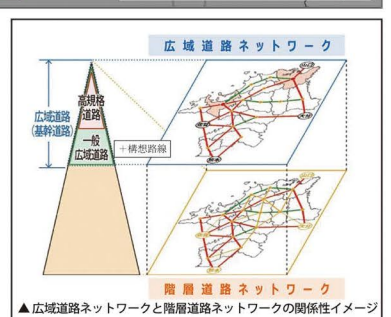 広域道路ネットワーク
高規格
道路
広域道路
(基幹道路)
一般
広域道路
＋構想路線
階層道路ネットワーク
▲広域道路ネットワークと階層道路ネットワークの関係性イメージ